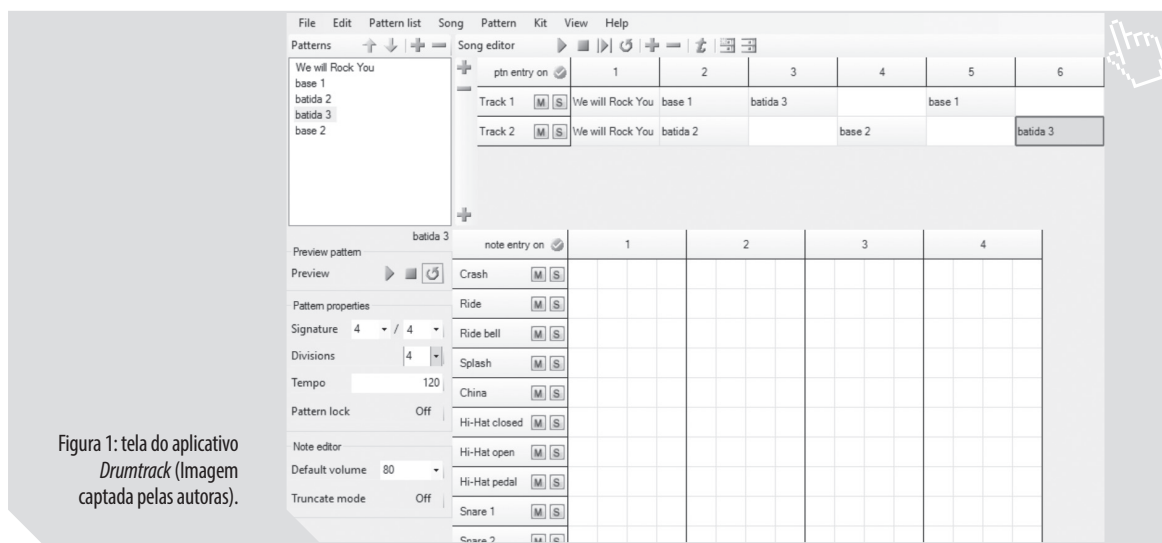 File Edit Pattern list Song Pattern Kit View Help
Patterns
Song editor
We will Rock You
base 1
batida 2
batida 3
base 2
ptn entry on 1 2 3 4 5 6
Track 1 M S We will Rock You base 1 batida 3 base 1
Track 2 M S We will Rock You batida 2 base 2 batida 3
batida 3
Preview pattern
Preview
Pattern properties
Signature 4 / 4
Divisions 4
Tempo 120
Pattern lock Off
Note editor
Default volume 80
Truncate mode Off
note entry on 1 2 3 4
Crash M S
Ride M S
Ride bell M S
Splash M S
China M S
Hi-Hat closed M S
Hi-Hat open M S
Hi-Hat pedal M S
Snare 1 M S
Snare 2 M S
Figura 1: tela do aplicativo
Drumtrack (Imagem
captada pelas autoras).